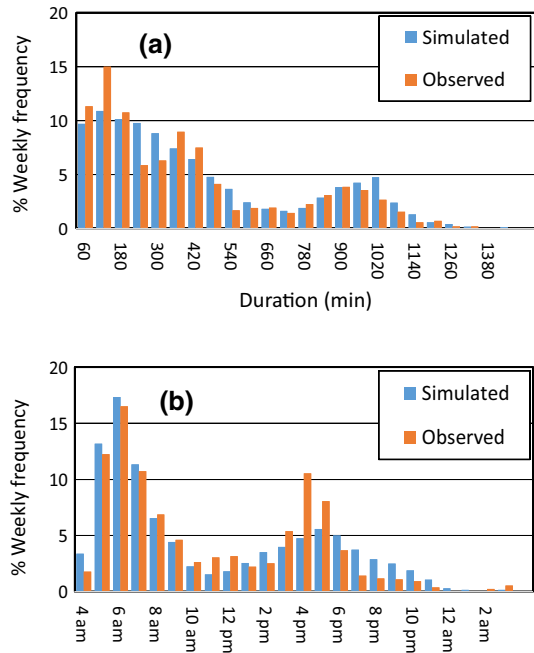 20
15
10
5
0
% Weekly frequency
(a)
Simulated
Observed
60
180
300
420
540
660
780
900
1020
1140
1260
1380
Duration (min)
20
15
10
5
0
% Weekly frequency
(b)
Simulated
Observed
4 am
6 am
8 am
10 am
12 pm
2 pm
4 pm
6 pm
8 pm
10 pm
12 am
2 am